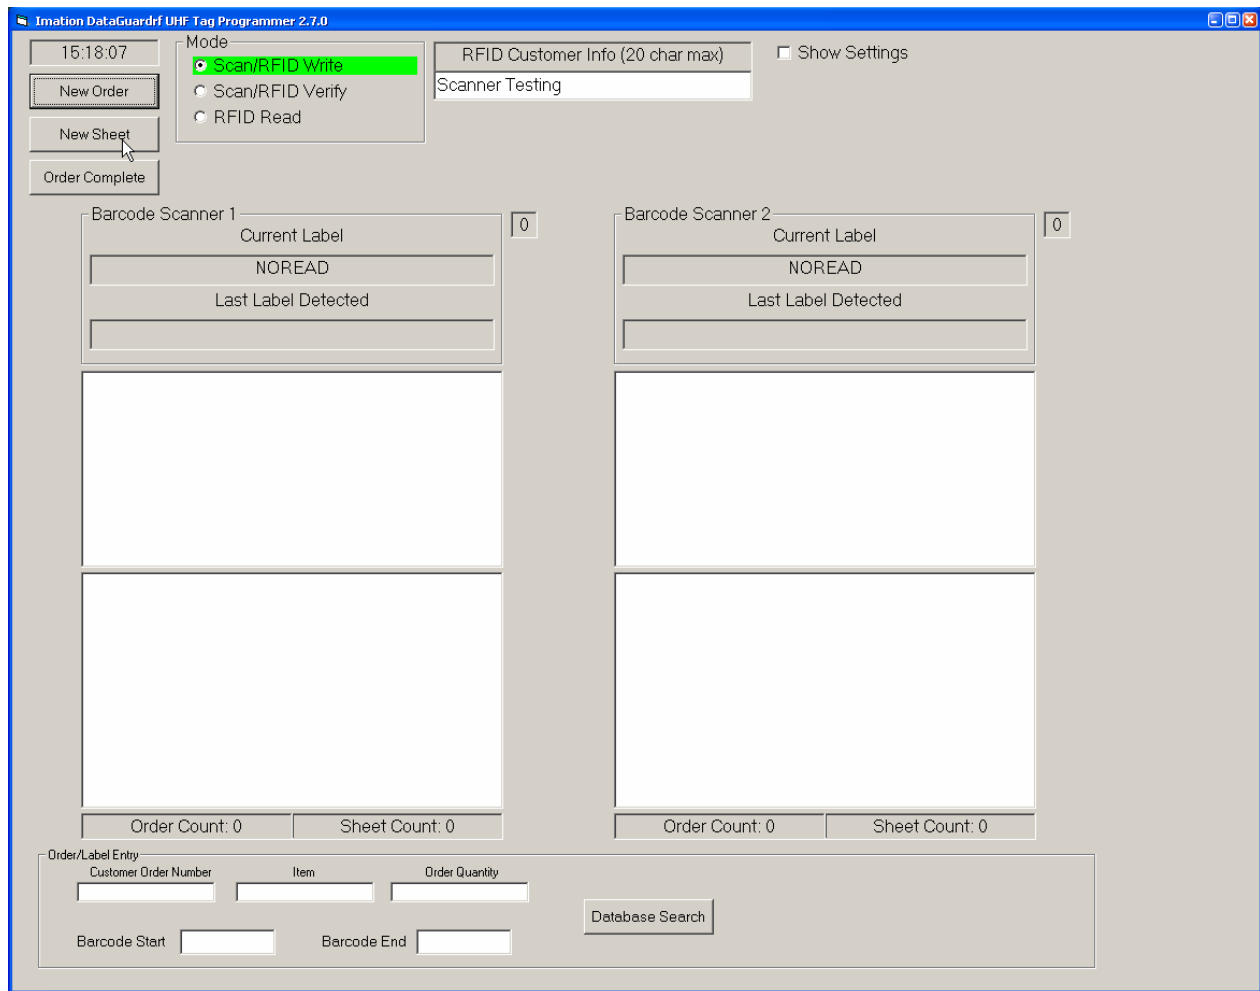 Imation DataGuardrf UHF Tag Programmer 2.7.0
15:18:07
New Order
New Sheet
Order Complete
Mode
Scan/RFID Write
Scan/RFID Verify
RFID Read
RFID Customer Info (20 char max)
Scanner Testing
Show Settings
Barcode Scanner 1
0
Current Label
NOREAD
Last Label Detected
Order Count: 0
Sheet Count: 0
Barcode Scanner 2
0
Current Label
NOREAD
Last Label Detected
Order Count: 0
Sheet Count: 0
Order/Label Entry
Customer Order Number
Item
Order Quantity
Database Search
Barcode Start
Barcode End